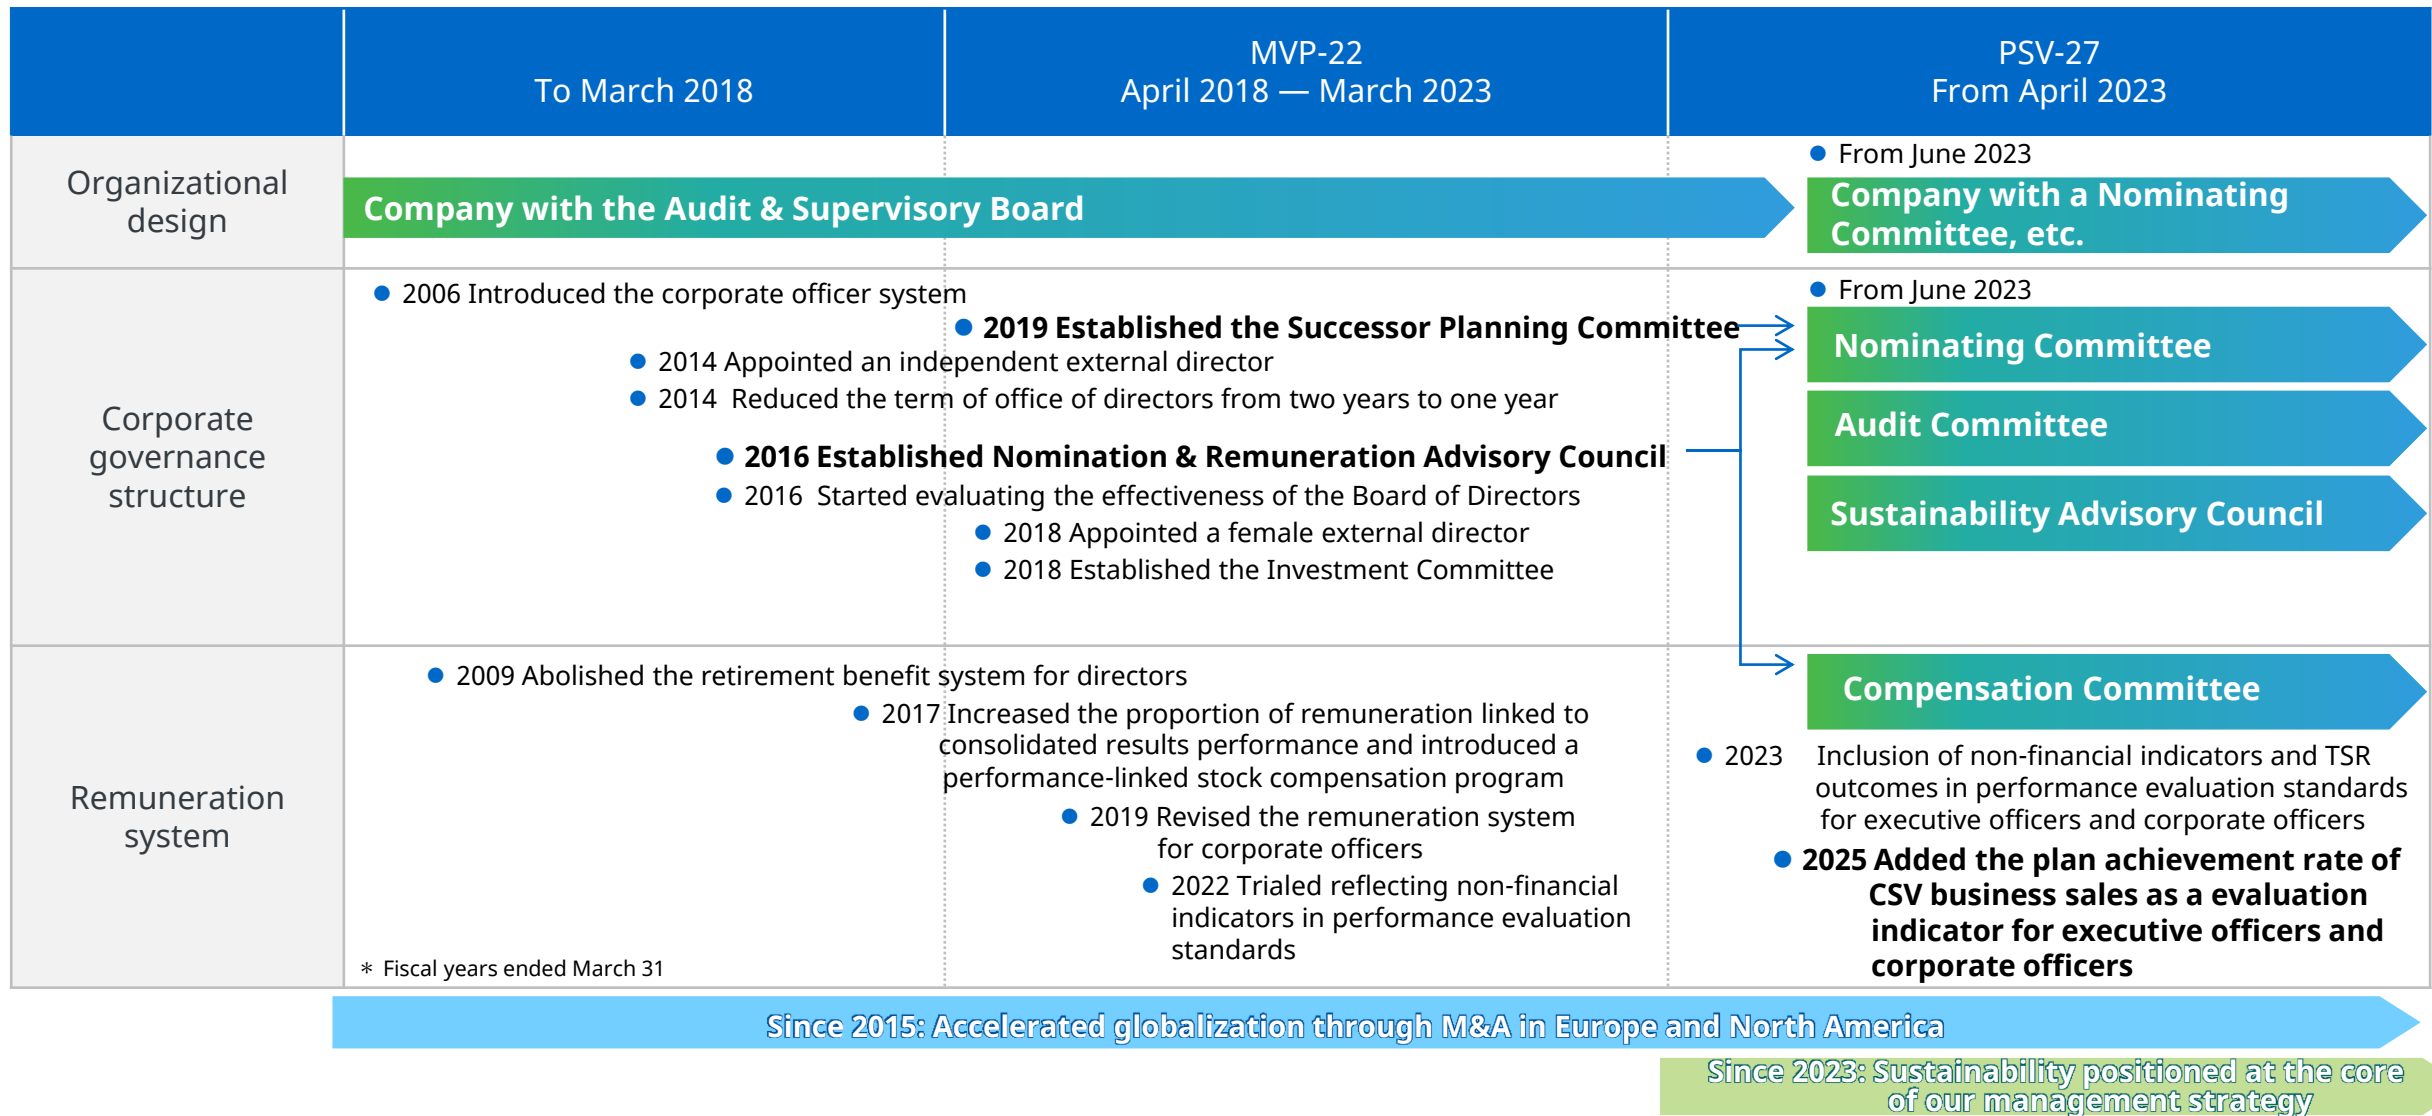 To March 2018
MVP-22
April 2018 — March 2023
PSV-27
From April 2023
Organizational
design
Company with the Audit & Supervisory Board
● From June 2023
Company with a Nominating
Committee, etc.
Corporate
governance
structure
● 2006 Introduced the corporate officer system
● 2019 Established the Successor Planning Committee
● 2014 Appointed an independent external director
● 2014 Reduced the term of office of directors from two years to one year
● 2016 Established Nomination & Remuneration Advisory Council
● 2016 Started evaluating the effectiveness of the Board of Directors
● 2018 Appointed a female external director
● 2018 Established the Investment Committee
● From June 2023
Nominating Committee
Audit Committee
Sustainability Advisory Council
Remuneration
system
● 2009 Abolished the retirement benefit system for directors
● 2017 Increased the proportion of remuneration linked to
consolidated results performance and introduced a
performance-linked stock compensation program
● 2019 Revised the remuneration system
for corporate officers
● 2022 Trialed reflecting non-financial
indicators in performance evaluation
standards
Compensation Committee
● 2023 Inclusion of non-financial indicators and TSR
outcomes in performance evaluation standards
for executive officers and corporate officers
● 2025 Added the plan achievement rate of
CSV business sales as a evaluation
indicator for executive officers and
corporate officers
＊ Fiscal years ended March 31
Since 2015: Accelerated globalization through M&A in Europe and North America
Since 2023: Sustainability positioned at the core
of our management strategy